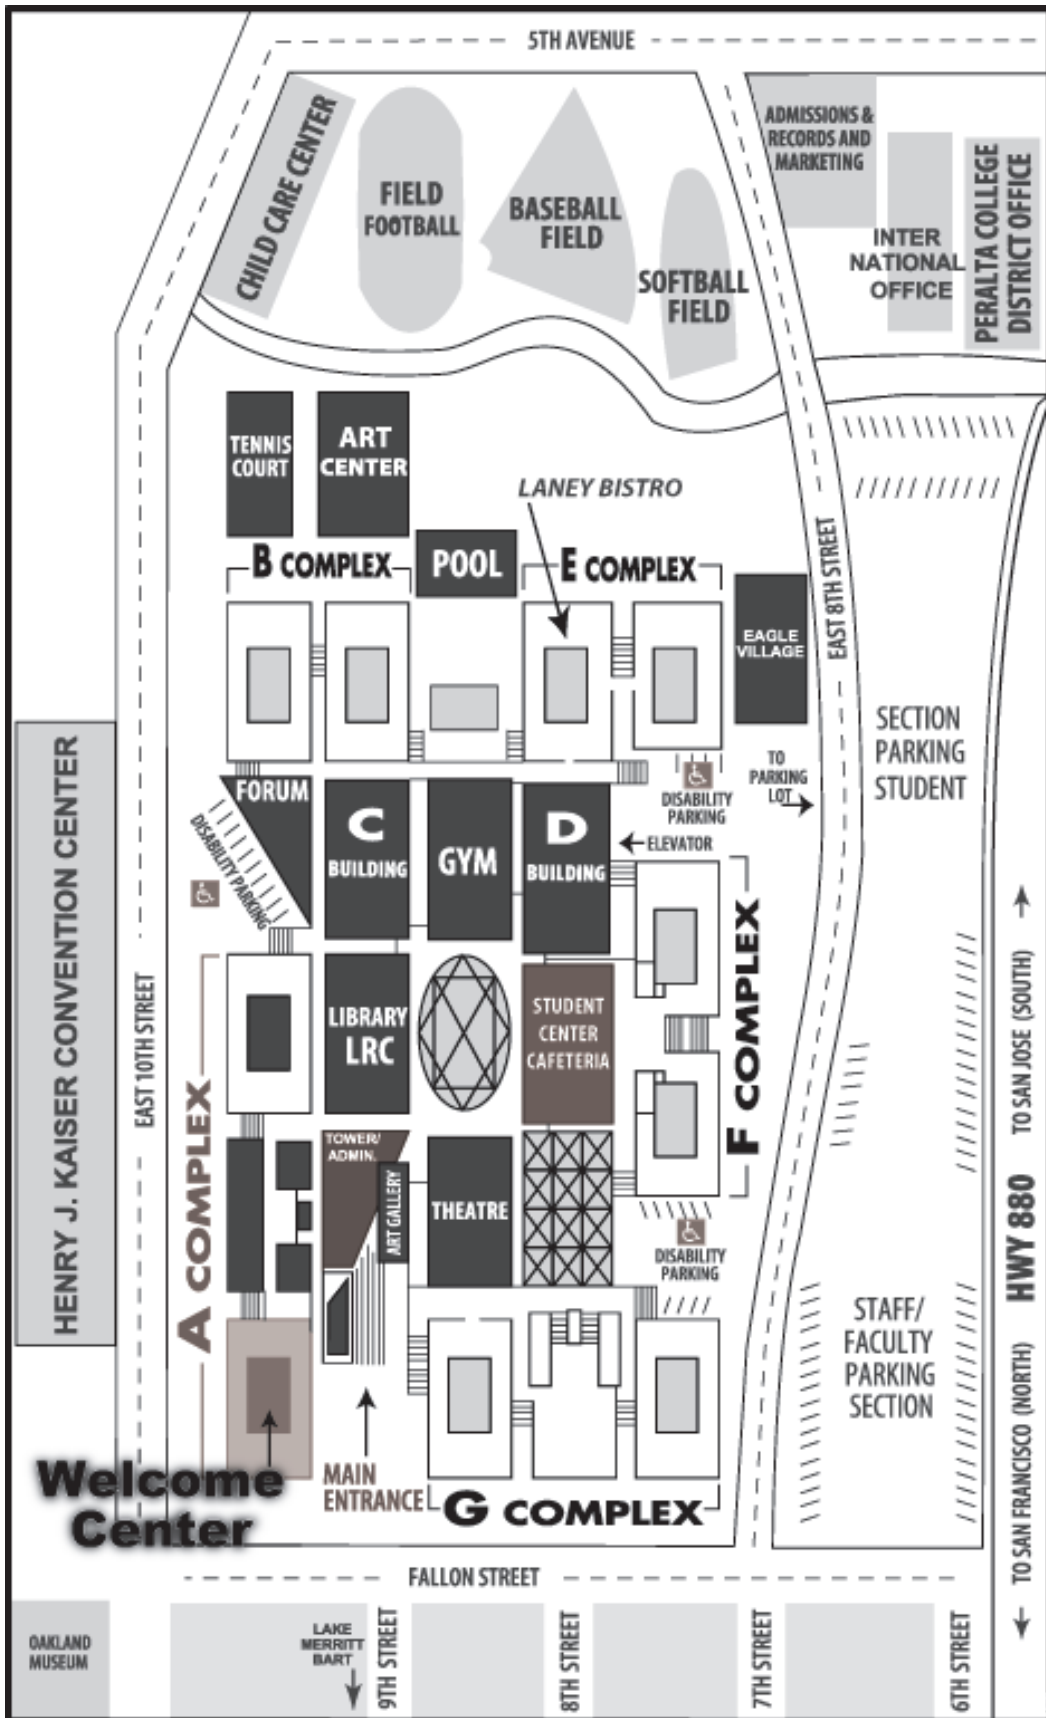 5TH AVENUE
CHILD CARE CENTER
FIELD
FOOTBALL
BASEBALL
FIELD
SOFTBALL
FIELD
ADMISSIONS &
RECORDS AND
MARKETING
INTER
NATIONAL
OFFICE
PERALTA COLLEGE
DISTRICT OFFICE
TENNIS
COURT
ART
CENTER
LANEY BISTRO
B COMPLEX
POOL
E COMPLEX
EAGLE
VILLAGE
EAST 8TH STREET
SECTION
PARKING
STUDENT
TO
PARKING
LOT
DISABILITY
PARKING
HENRY J. KAISER CONVENTION CENTER
EAST 10TH STREET
FORUM
DISABILITY PARKING
C
BUILDING
GYM
D
BUILDING
ELEVATOR
F COMPLEX
A COMPLEX
LIBRARY
LRC
STUDENT
CENTER
CAFETERIA
TOWER/
ADMIN.
ART GALLERY
THEATRE
DISABILITY
PARKING
TO SAN JOSE (SOUTH)
HWY 880
TO SAN FRANCISCO (NORTH)
STAFF/
FACULTY
PARKING
SECTION
Welcome
Center
MAIN
ENTRANCE
G COMPLEX
FALLON STREET
OAKLAND
MUSEUM
LAKE
MERRITT
BART
9TH STREET
8TH STREET
7TH STREET
6TH STREET